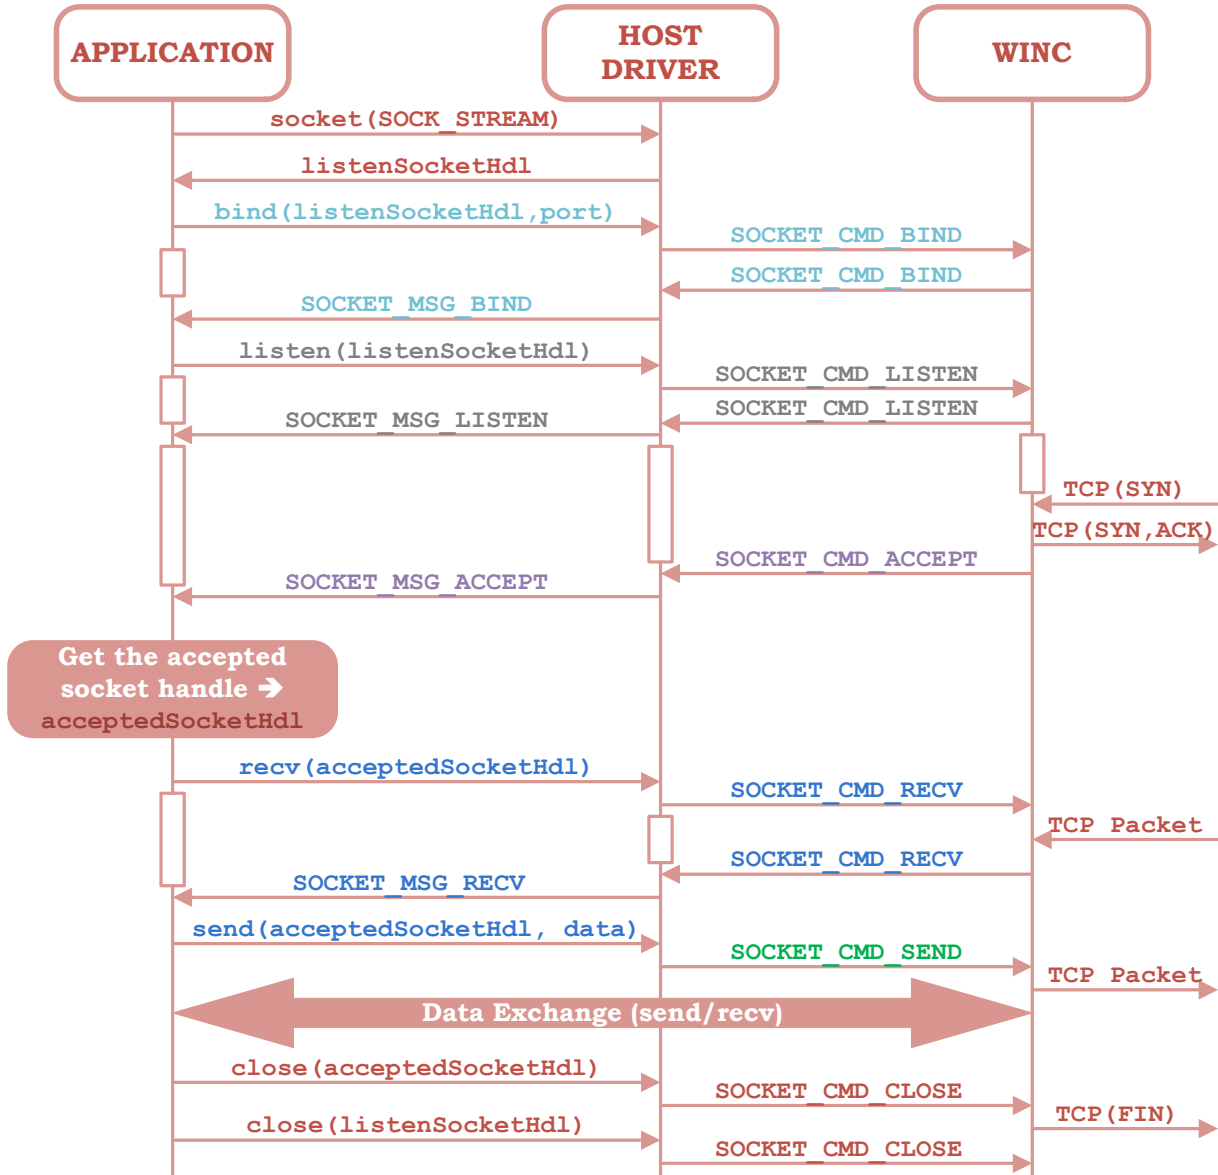 APPLICATION
HOST
DRIVER
WINC
socket(SOCK_STREAM)
listenSocketHdl
bind(listenSocketHdl,port)
SOCKET_CMD_BIND
SOCKET_CMD_BIND
SOCKET_MSG_BIND
listen(listenSocketHdl)
SOCKET_CMD_LISTEN
SOCKET_CMD_LISTEN
SOCKET_MSG_LISTEN
TCP(SYN)
TCP(SYN,ACK)
SOCKET_CMD_ACCEPT
SOCKET_MSG_ACCEPT
Get the accepted
socket handle ➔
acceptedSocketHdl
recv(acceptedSocketHdl)
SOCKET_CMD_RECV
TCP Packet
SOCKET_CMD_RECV
SOCKET_MSG_RECV
send(acceptedSocketHdl, data)
SOCKET_CMD_SEND
TCP Packet
Data Exchange (send/recv)
close(acceptedSocketHdl)
SOCKET_CMD_CLOSE
TCP(FIN)
close(listenSocketHdl)
SOCKET_CMD_CLOSE